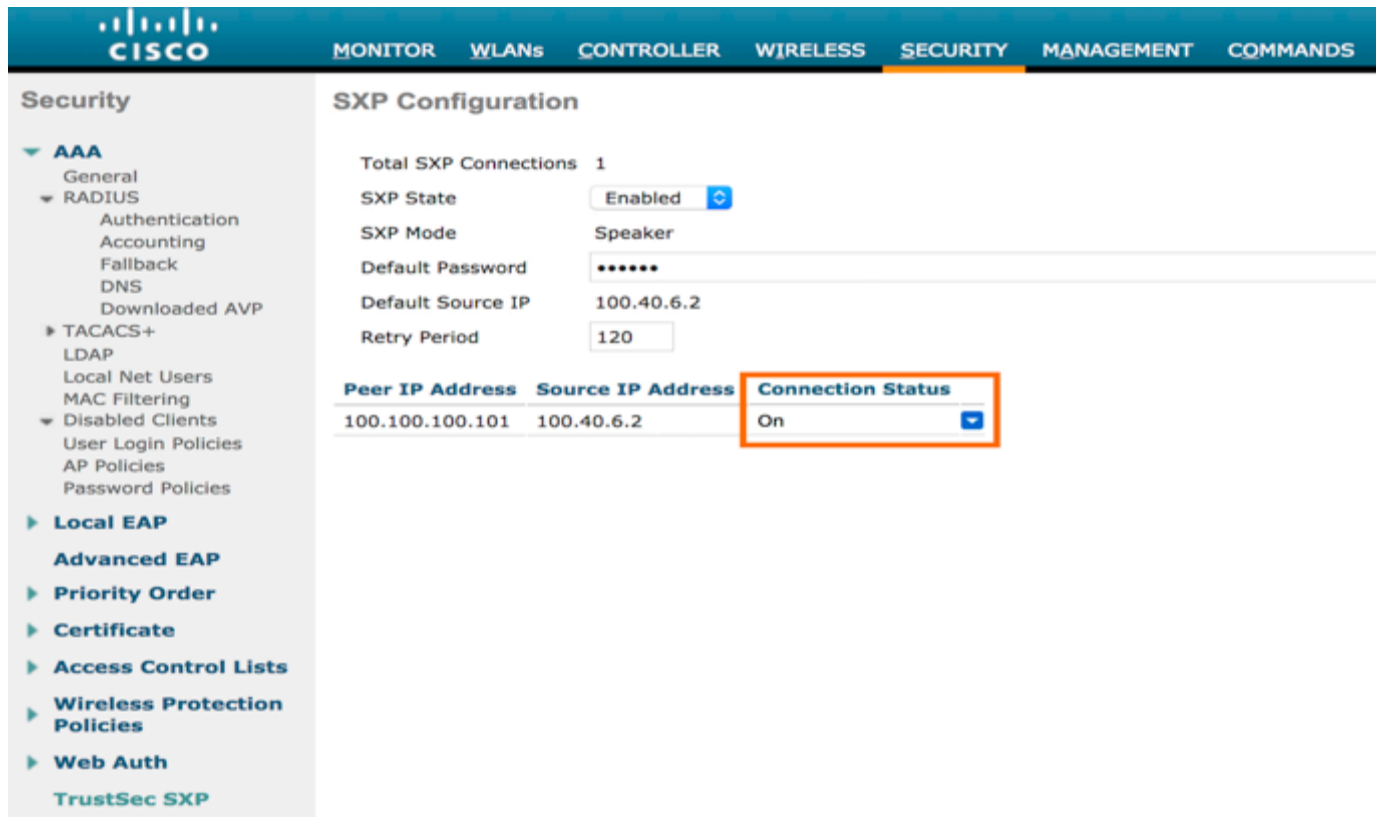 CISCO
MONITOR WLANs CONTROLLER WIRELESS SECURITY MANAGEMENT COMMANDS
Security
AAA
General
RADIUS
Authentication
Accounting
Fallback
DNS
Downloaded AVP
TACACS+
LDAP
Local Net Users
MAC Filtering
Disabled Clients
User Login Policies
AP Policies
Password Policies
Local EAP
Advanced EAP
Priority Order
Certificate
Access Control Lists
Wireless Protection
Policies
Web Auth
TrustSec SXP
SXP Configuration
Total SXP Connections 1
SXP State Enabled
SXP Mode Speaker
Default Password ••••••
Default Source IP 100.40.6.2
Retry Period 120
Peer IP Address Source IP Address Connection Status
100.100.100.101 100.40.6.2 On